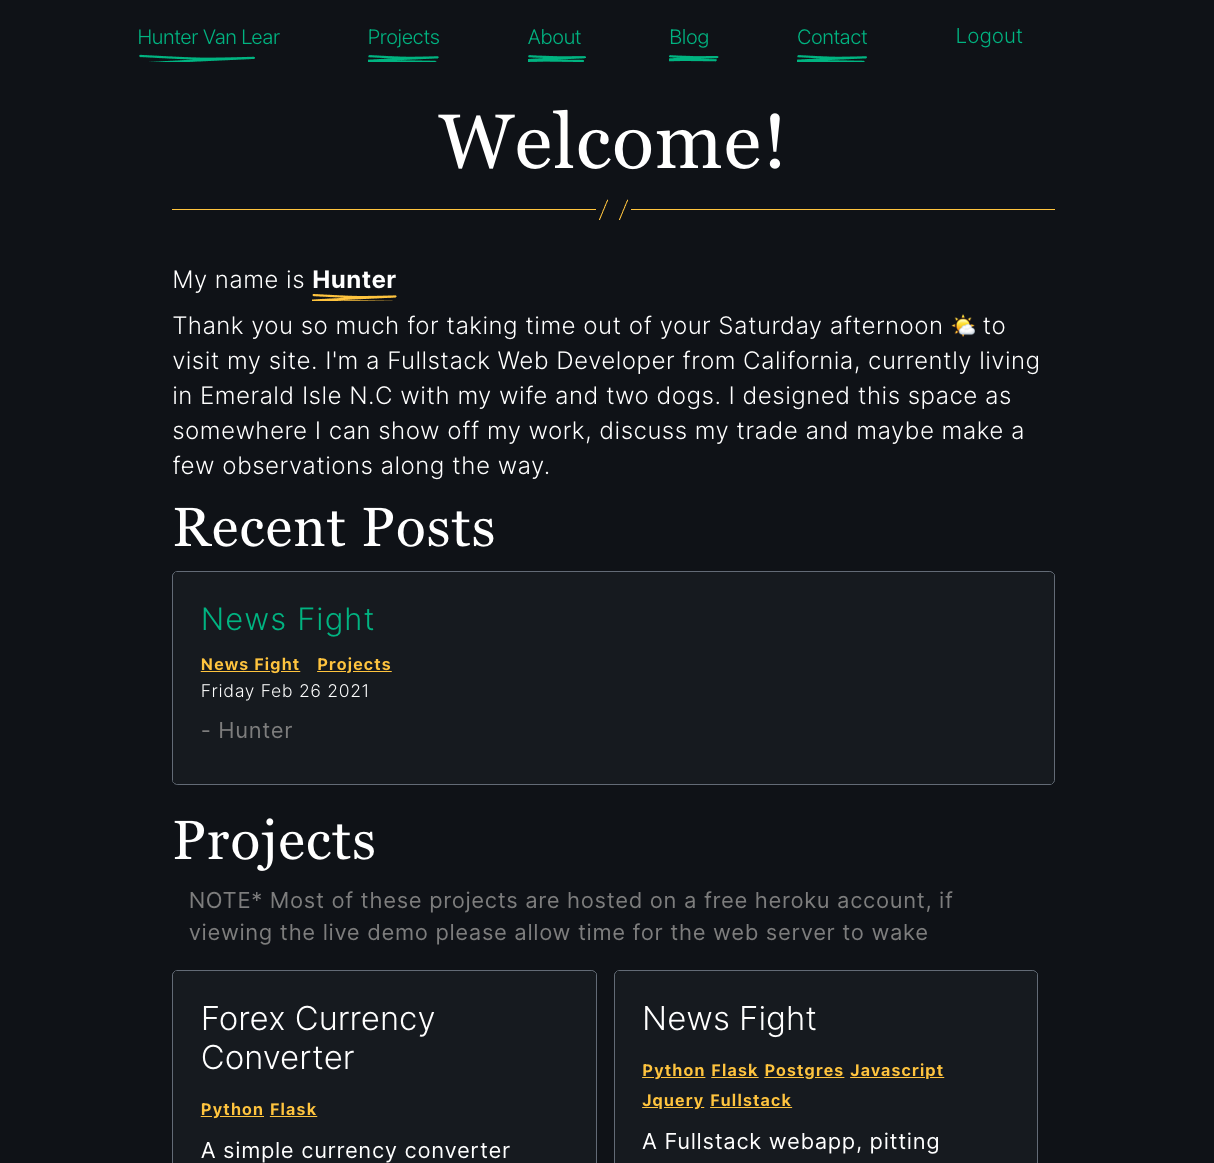 Hunter Van Lear Projects About Blog Contact Logout
Welcome!
My name is Hunter
Thank you so much for taking time out of your Saturday afternoon 🌤️ to
visit my site. I'm a Fullstack Web Developer from California, currently living
in Emerald Isle N.C with my wife and two dogs. I designed this space as
somewhere I can show off my work, discuss my trade and maybe make a
few observations along the way.
Recent Posts
News Fight
News Fight Projects
Friday Feb 26 2021
- Hunter
Projects
NOTE* Most of these projects are hosted on a free heroku account, if
viewing the live demo please allow time for the web server to wake
Forex Currency
Converter
Python Flask
A simple currency converter
News Fight
Python Flask Postgres Javascript
Jquery Fullstack
A Fullstack webapp, pitting